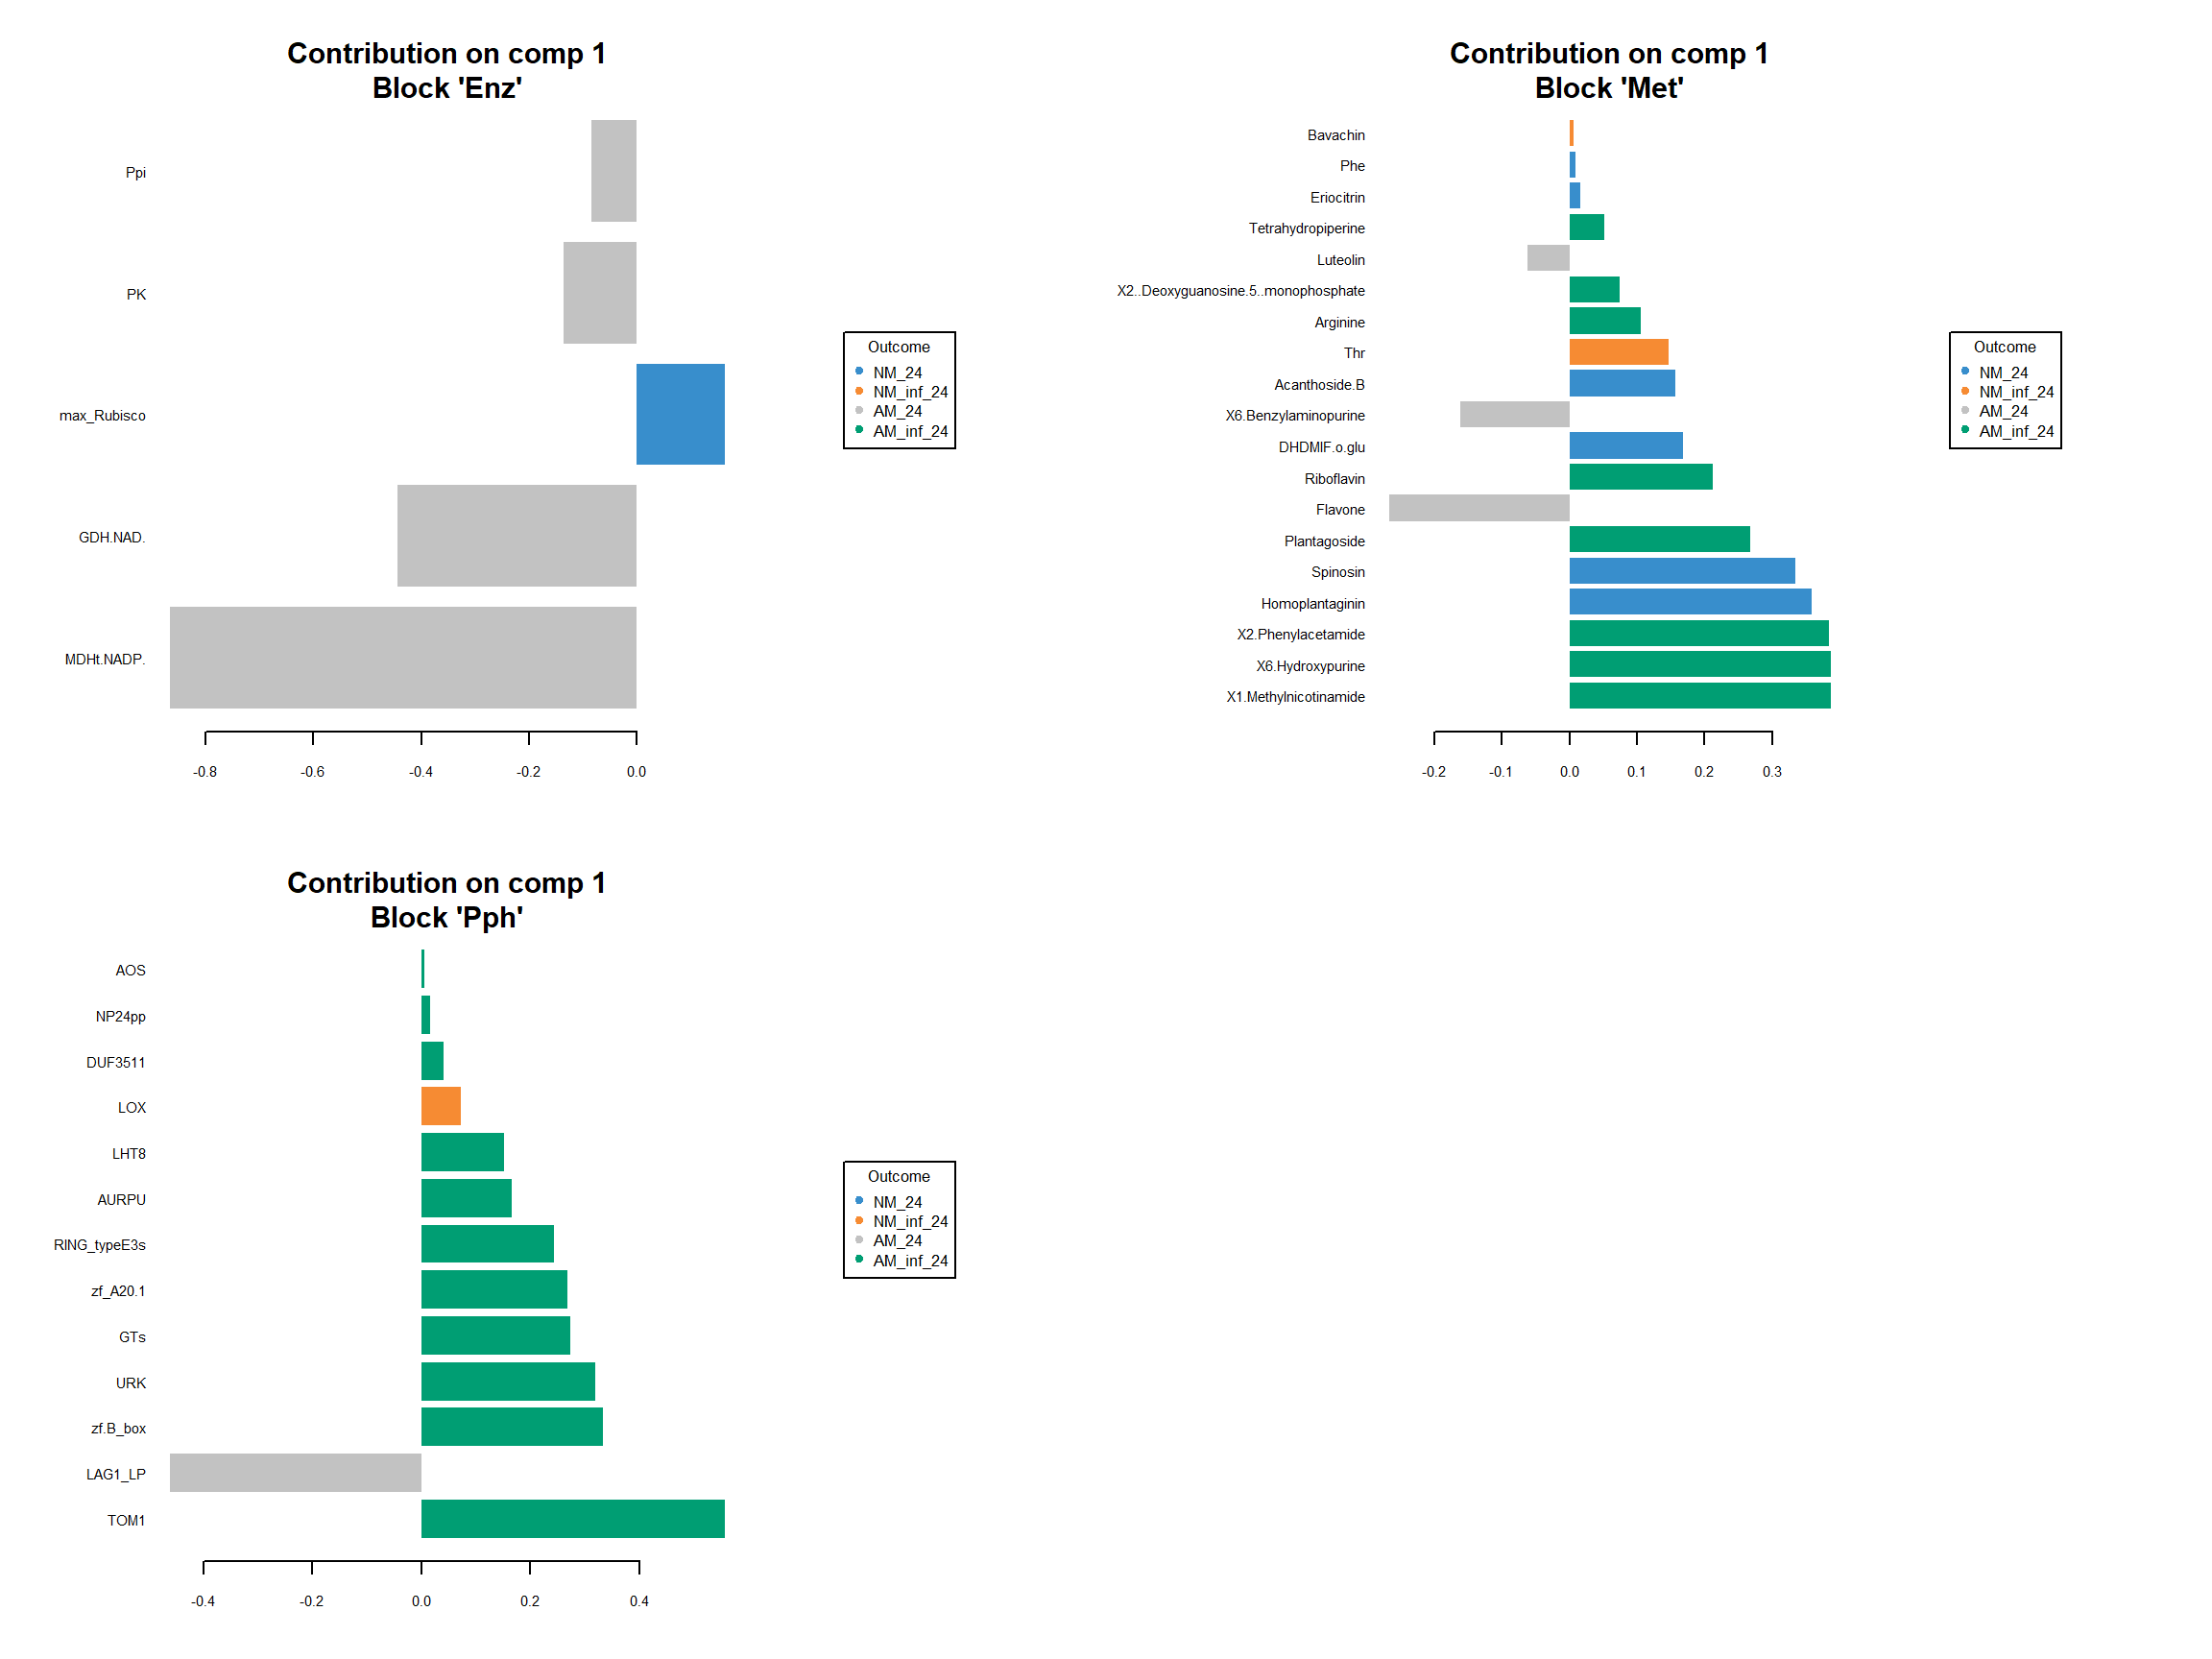 Contribution on comp 1
Block 'Enz'
Ppi
PK
max_Rubisco
GDH.NAD.
MDHt.NADP.
-0.8 -0.6 -0.4 -0.2 0.0
Outcome
NM_24
NM_inf_24
AM_24
AM_inf_24
Contribution on comp 1
Block 'Met'
Bavachin
Phe
Eriocitrin
Tetrahydropiperine
Luteolin
X2..Deoxyguanosine.5..monophosphate
Arginine
Thr
Acanthoside.B
X6.Benzylaminopurine
DHDMIF.o.glu
Riboflavin
Flavone
Plantagoside
Spinosin
Homoplantaginin
X2.Phenylacetamide
X6.Hydroxypurine
X1.Methylnicotinamide
-0.2 -0.1 0.0 0.1 0.2 0.3
Outcome
NM_24
NM_inf_24
AM_24
AM_inf_24
Contribution on comp 1
Block 'Pph'
AOS
NP24pp
DUF3511
LOX
LHT8
AURPU
RING_typeE3s
zf_A20.1
GTs
URK
zf.B_box
LAG1_LP
TOM1
-0.4 -0.2 0.0 0.2 0.4
Outcome
NM_24
NM_inf_24
AM_24
AM_inf_24